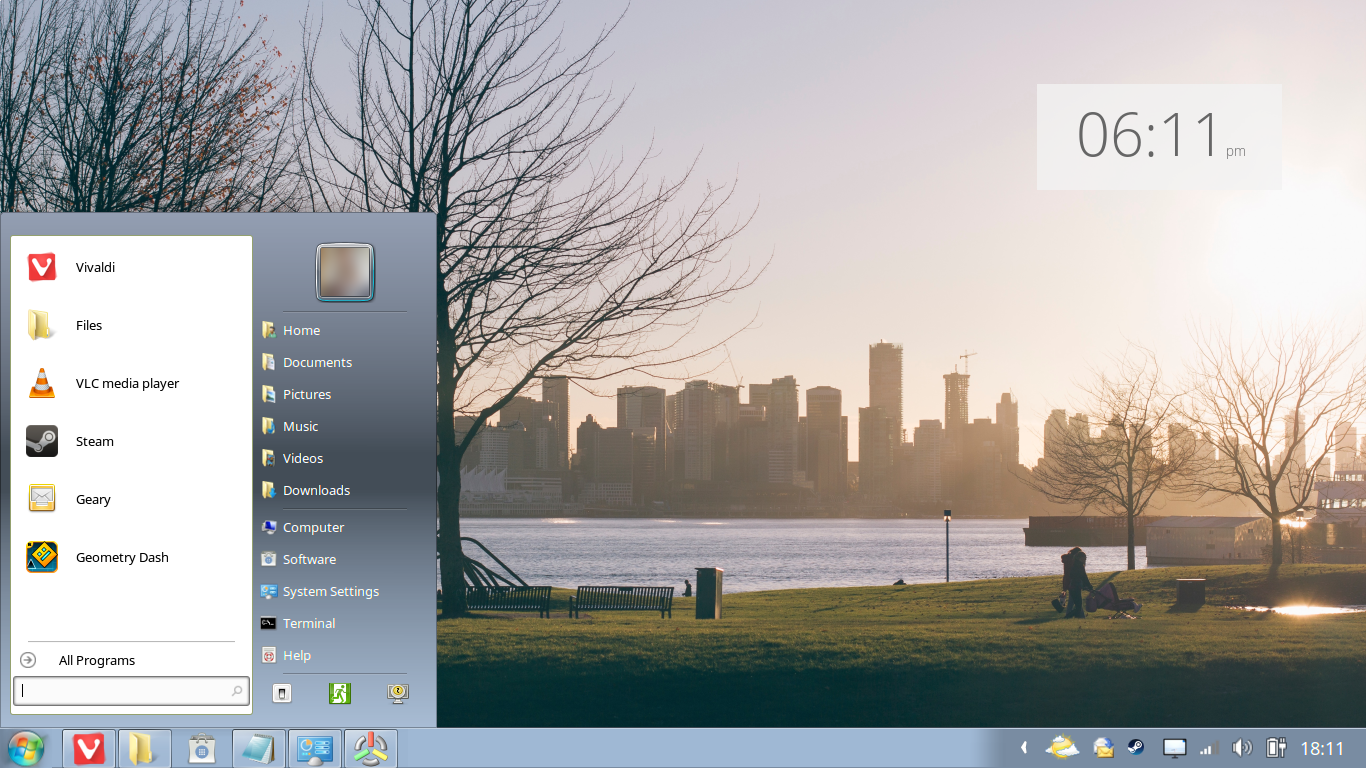 06:11 pm
Vivaldi
Files
VLC media player
Steam
Geary
Geometry Dash
All Programs
Home
Documents
Pictures
Music
Videos
Downloads
Computer
Software
System Settings
Terminal
Help
18:11